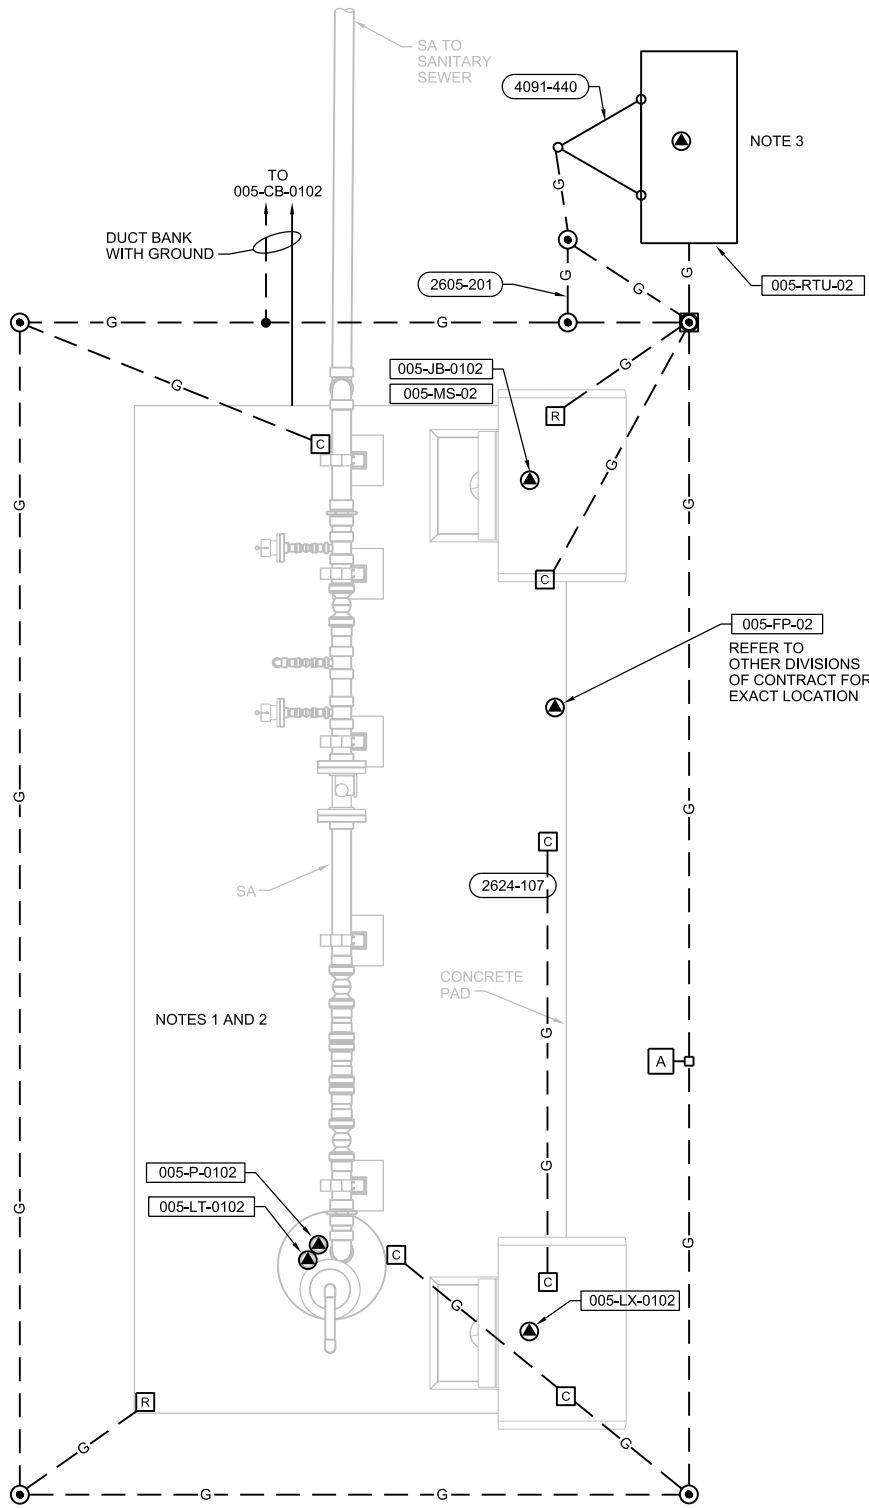 SA TO
SANITARY
SEWER
4091-440
NOTE 3
TO
005-CB-0102
G
DUCT BANK
WITH GROUND
G
G
2605-201
G
005-RTU-02
G
G
G
G
005-JB-0102
005-MS-02
G
R
C
G
G
G
C
005-FP-02
REFER TO
OTHER DIVISIONS
OF CONTRACT FOR
EXACT LOCATION
G
G
C
SA
2624-107
CONCRETE
PAD
NOTES 1 AND 2
G
A
005-P-0102
G
005-LT-0102
G
G
C
C
005-LX-0102
G
R
C
G
G
G
G